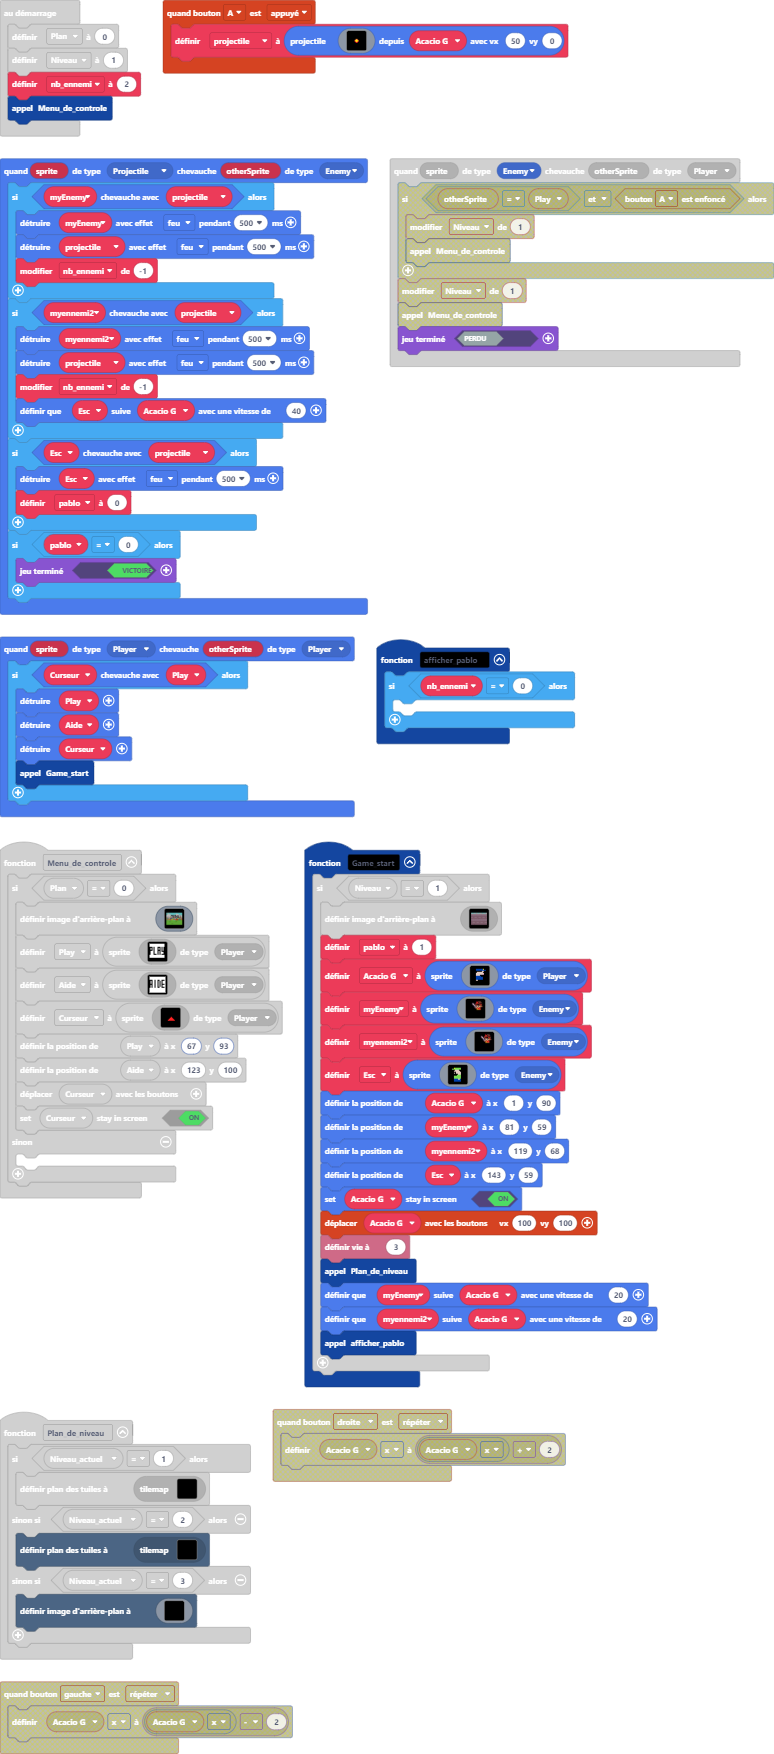 au démarrage
définir Plan à 0
définir Niveau à 1
définir nb_ennemi à 2
appel Menu_de_controle
quand bouton A est appuyé
définir projectile à projectile depuis Acacio G avec vx 50 vy 0
quand sprite de type Projectile chevauche otherSprite de type Enemy
si myEnemy chevauche avec projectile alors
détruire myEnemy avec effet feu pendant 500 ms
détruire projectile avec effet feu pendant 500 ms
modifier nb_ennemi de -1
si myennemi2 chevauche avec projectile alors
détruire myennemi2 avec effet feu pendant 500 ms
détruire projectile avec effet feu pendant 500 ms
modifier nb_ennemi de -1
définir que Esc suive Acacio G avec une vitesse de 40
si Esc chevauche avec projectile alors
détruire Esc avec effet feu pendant 500 ms
définir pablo à 0
si pablo = 0 alors
jeu terminé VICTOIRE
quand sprite de type Enemy chevauche otherSprite de type Player
si otherSprite = Play et bouton A est enfoncé alors
modifier Niveau de 1
appel Menu_de_controle
modifier Niveau de 1
appel Menu_de_controle
jeu terminé PERDU
quand sprite de type Player chevauche otherSprite de type Player
si Curseur chevauche avec Play alors
détruire Play
détruire Aide
détruire Curseur
appel Game_start
fonction afficher_pablo
si nb_ennemi = 0 alors
fonction Menu_de_controle
si Plan = 0 alors
définir image d'arrière-plan à
définir Play à sprite PLAY de type Player
définir Aide à sprite AIDE de type Player
définir Curseur à sprite de type Player
définir la position de Play à x 67 y 93
définir la position de Aide à x 123 y 100
déplacer Curseur avec les boutons
set Curseur stay in screen ON
sinon
fonction Game_start
si Niveau = 1 alors
définir image d'arrière-plan à
définir pablo à 1
définir Acacio G à sprite de type Player
définir myEnemy à sprite de type Enemy
définir myennemi2 à sprite de type Enemy
définir Esc à sprite de type Enemy
définir la position de Acacio G à x 1 y 90
définir la position de myEnemy à x 81 y 59
définir la position de myennemi2 à x 119 y 68
définir la position de Esc à x 143 y 59
set Acacio G stay in screen ON
déplacer Acacio G avec les boutons vx 100 vy 100
définir vie à 3
appel Plan_de_niveau
définir que myEnemy suive Acacio G avec une vitesse de 20
définir que myennemi2 suive Acacio G avec une vitesse de 20
appel afficher_pablo
fonction Plan_de_niveau
si Niveau_actuel = 1 alors
définir plan des tuiles à tilemap
sinon si Niveau_actuel = 2 alors
définir plan des tuiles à tilemap
sinon si Niveau_actuel = 3 alors
définir image d'arrière-plan à
quand bouton droite est répéter
définir Acacio G x à Acacio G x + 2
quand bouton gauche est répéter
définir Acacio G x à Acacio G x - 2